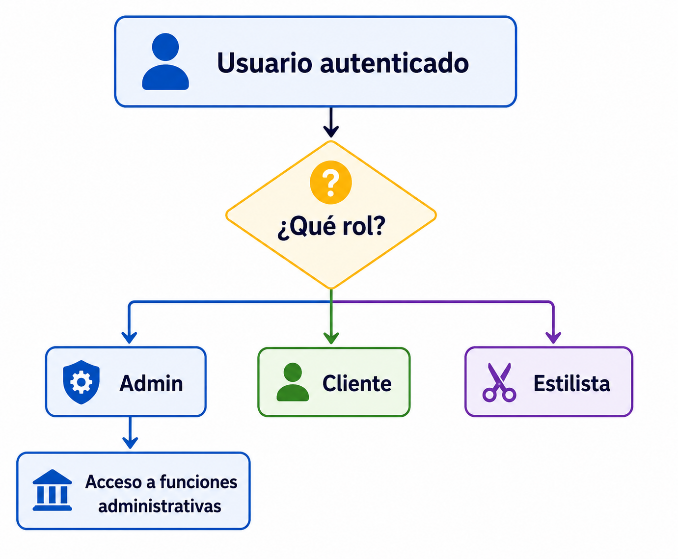 Usuario autenticado
?
¿Qué rol?
Admin
Cliente
Estilista
Acceso a funciones
administrativas